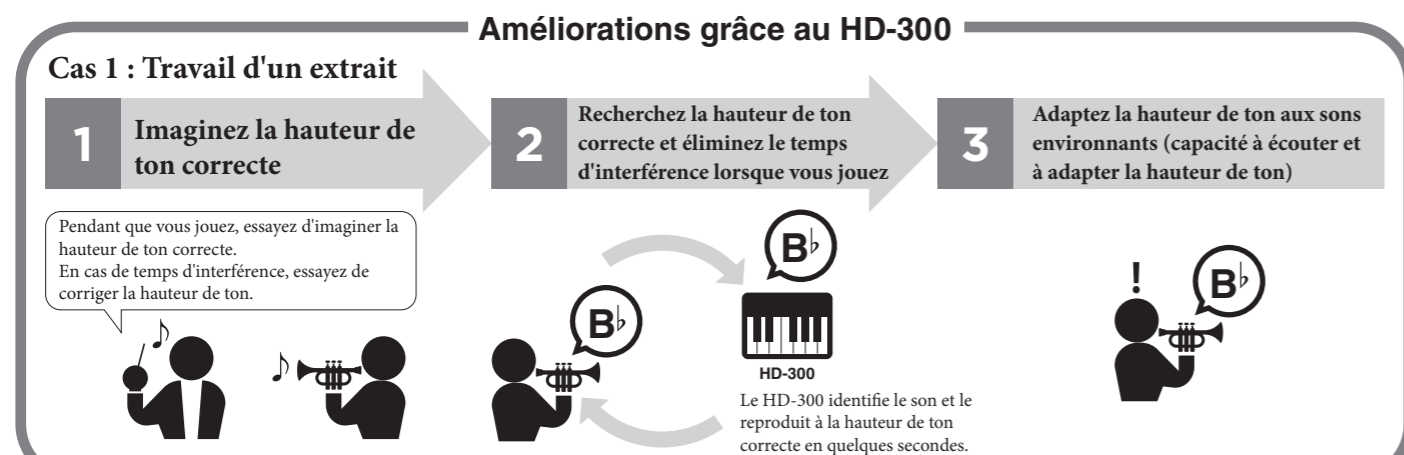 Améliorations grâce au HD-300
Cas 1 : Travail d'un extrait
1
Imaginez la hauteur de
ton correcte
2
Recherchez la hauteur de ton
correcte et éliminez le temps
d'interférence lorsque vous jouez
3
Adaptez la hauteur de ton aux sons
environnants (capacité à écouter et
à adapter la hauteur de ton)
Pendant que vous jouez, essayez d'imaginer la
hauteur de ton correcte.
En cas de temps d'interférence, essayez de
corriger la hauteur de ton.
B♭
B♭
HD-300
Le HD-300 identifie le son et le
reproduit à la hauteur de ton
correcte en quelques secondes.
!
B♭